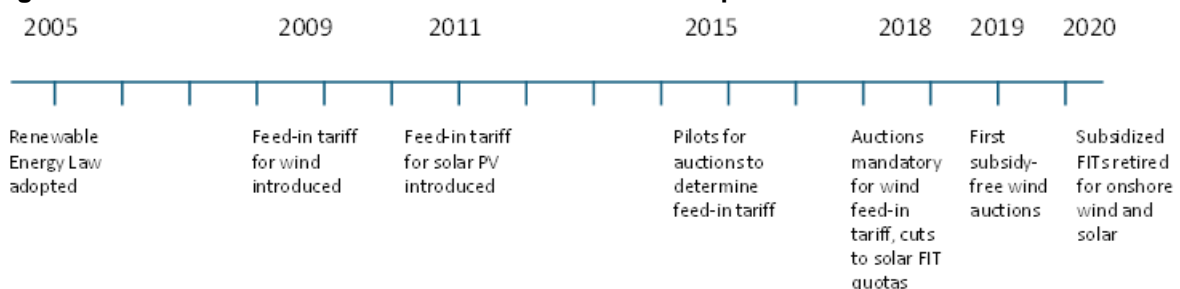 2005 2009 2011 2015 2018 2019 2020
Renewable
Energy Law
adopted
Feed-in tariff
for wind
introduced
Feed-in tariff
for solar PV
introduced
Pilots for
auctions to
determine
feed-in tariff
Auctions
mandatory
for wind
feed-in
tariff, cuts
to solar FIT
quotas
First
subsidy-
free wind
auctions
Subsidized
FITs retired
for onshore
wind and
solar